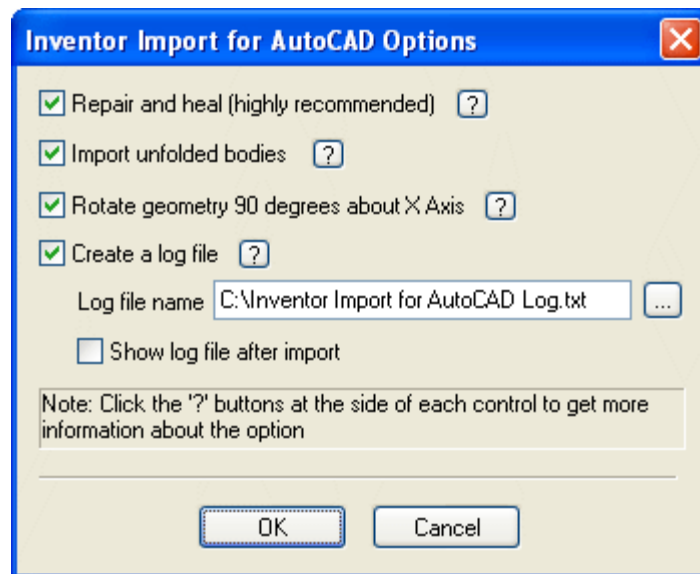 Inventor Import for AutoCAD Options
Repair and heal (highly recommended) ?
Import unfolded bodies ?
Rotate geometry 90 degrees about X Axis ?
Create a log file ?
Log file name C:\Inventor Import for AutoCAD Log.txt ...
Show log file after import
Note: Click the '?' buttons at the side of each control to get more
information about the option
OK Cancel